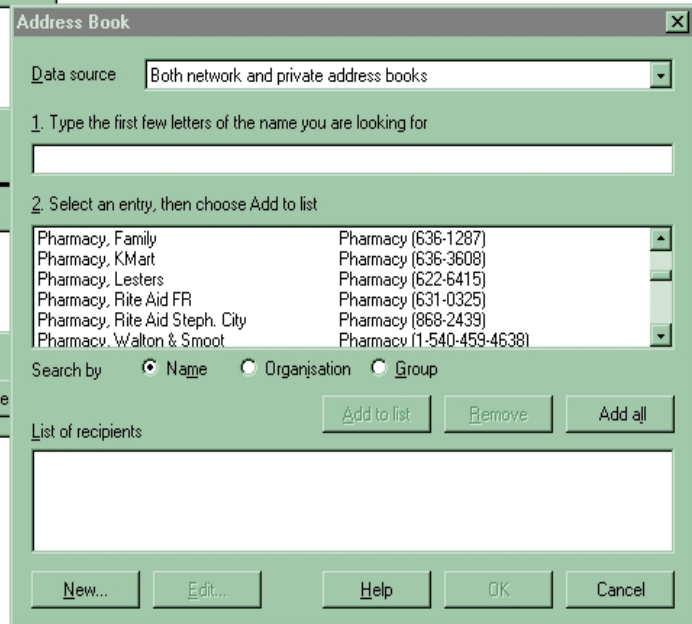 Address Book
Data source Both network and private address books
1. Type the first few letters of the name you are looking for
2. Select an entry, then choose Add to list
Pharmacy, Family Pharmacy (636-1287)
Pharmacy, KMart Pharmacy (636-3608)
Pharmacy, Lesters Pharmacy (622-6415)
Pharmacy, Rite Aid FR Pharmacy (631-0325)
Pharmacy, Rite Aid Steph. City Pharmacy (868-2439)
Pharmacy, Walton & Smoot Pharmacy (1-540-459-4638)
Search by Name Organisation Group
Add to list Remove Add all
List of recipients
New... Edit... Help OK Cancel